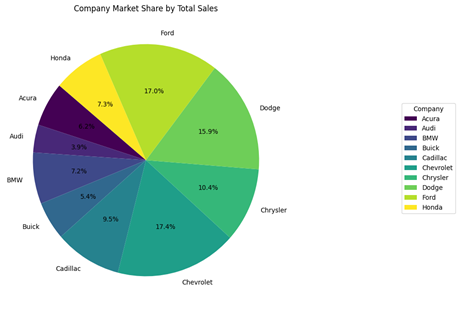 Company Market Share by Total Sales
Ford
Honda
17.0%
7.3%
Acura
Dodge
15.9%
Audi
3.9%
BMW
7.2%
10.4%
Chrysler
5.4%
Buick
9.5%
17.4%
Cadillac
Chevrolet
Company
Acura
Audi
BMW
Buick
Cadillac
Chevrolet
Chrysler
Dodge
Ford
Honda